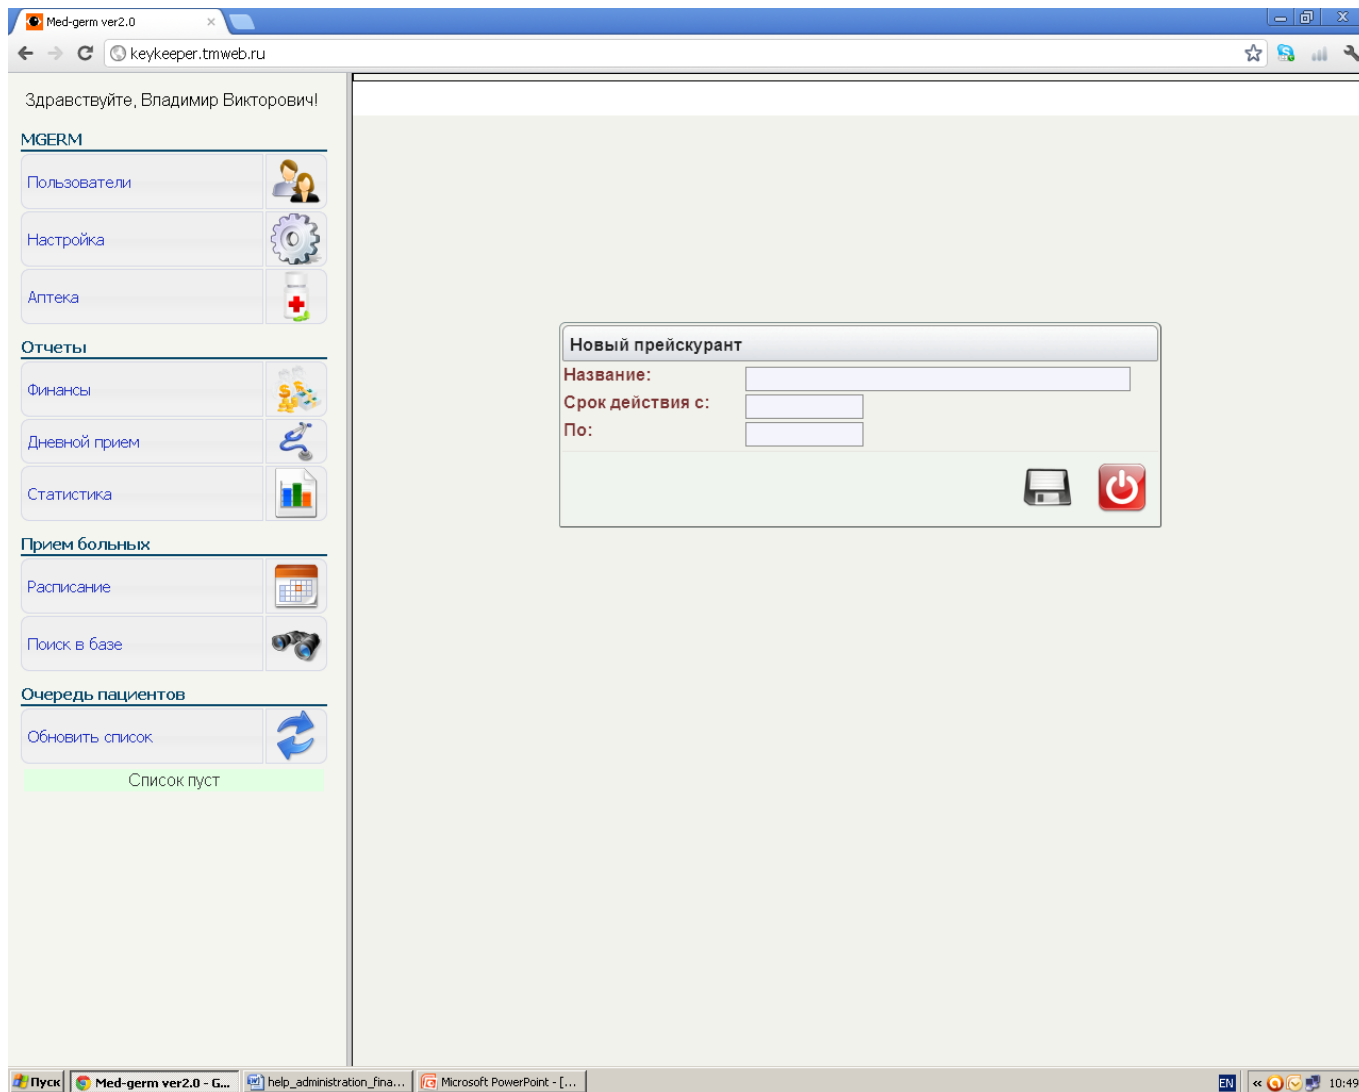 Med-germ ver2.0
keykeeper.tmweb.ru
Здравствуйте, Владимир Викторович!
MGERM
Пользователи
Настройка
Аптека
Отчеты
Финансы
Дневной прием
Статистика
Прием больных
Расписание
Поиск в базе
Очередь пациентов
Обновить список
Список пуст
Новый прейскурант
Название:
Срок действия с:
По:
Пуск
Med-germ ver2.0 - G...
help_administration_fina...
Microsoft PowerPoint - [...
EN
«
10:49